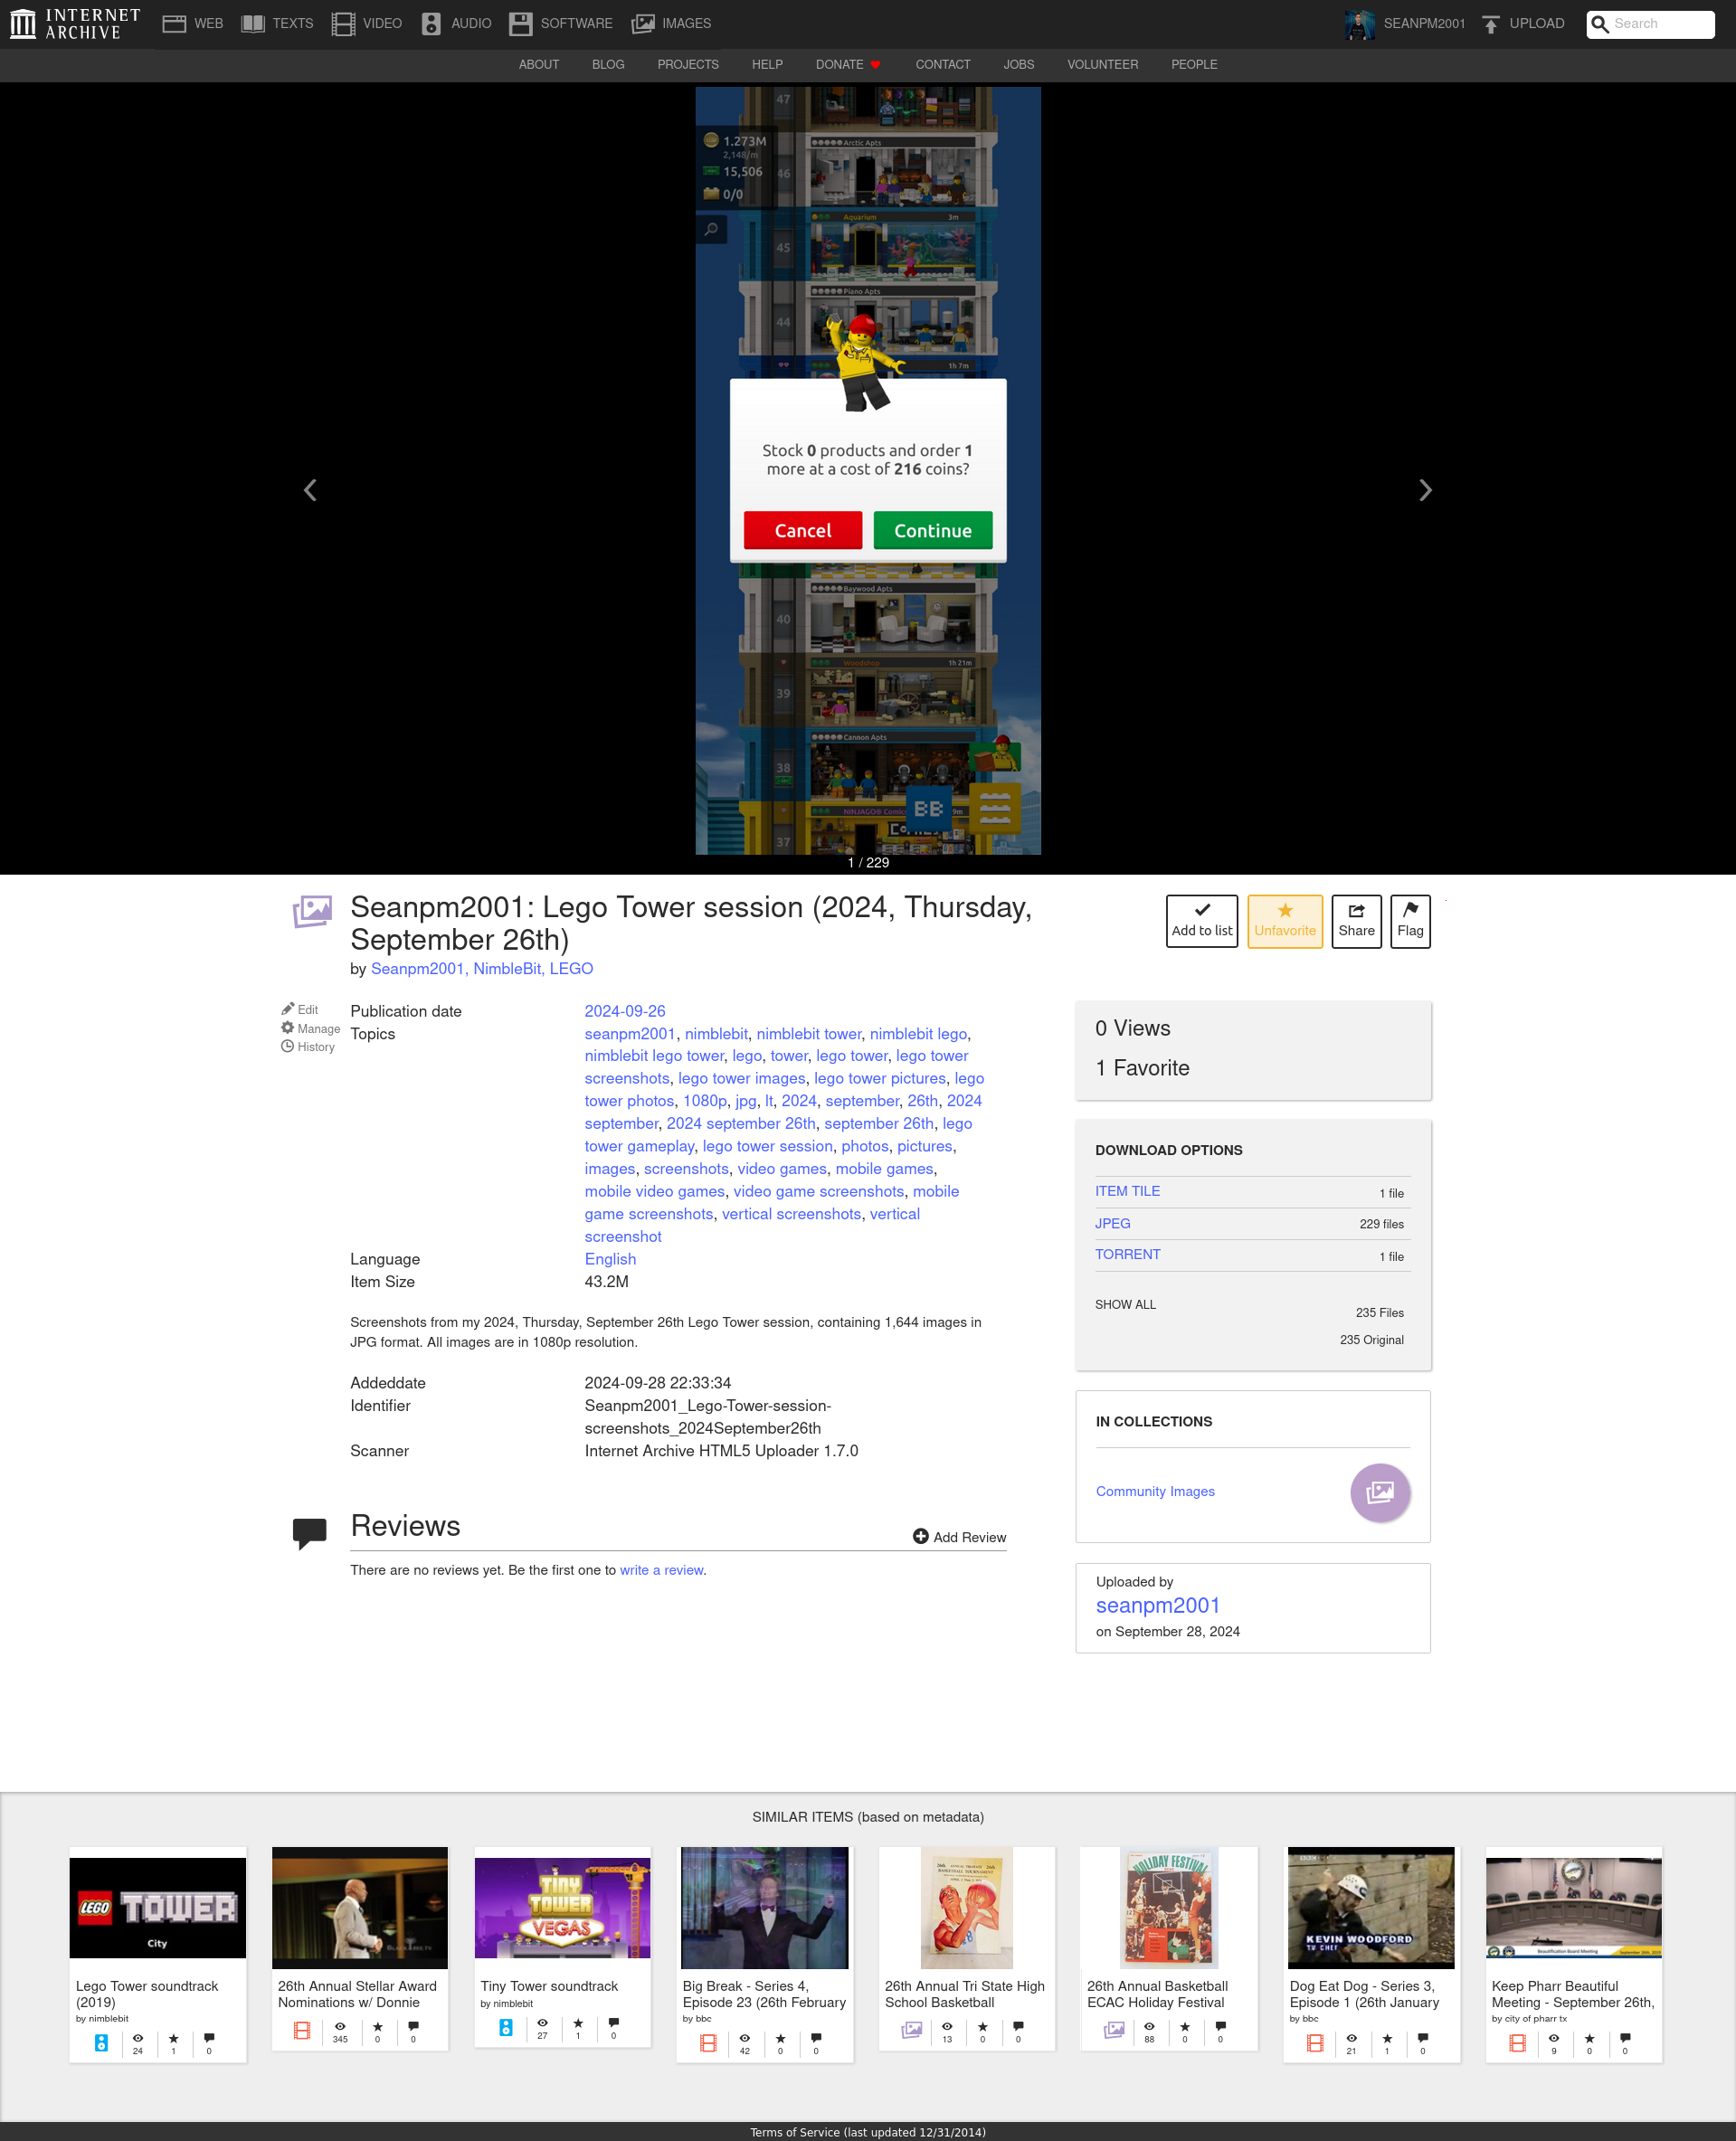 INTERNET ARCHIVE
WEB TEXTS VIDEO AUDIO SOFTWARE IMAGES SEANPM2001 UPLOAD Search
ABOUT BLOG PROJECTS HELP DONATE CONTACT JOBS VOLUNTEER PEOPLE
47
1.273M
Arctic Apts
2,148/m
15,506
46
0/0
Aquarium 3m
45
Piano Apts
44
1h 7m
Stock 0 products and order 1
more at a cost of 216 coins?
Cancel Continue
Baywood Apts
40
Woodshop 1h 21m
39
Cannon Apts
38
BB
NINJAGO® Comics 9m
37
1 / 229
Seanpm2001: Lego Tower session (2024, Thursday,
September 26th)
by Seanpm2001, NimbleBit, LEGO
Add to list Unfavorite Share Flag
Edit
Manage
History
Publication date 2024-09-26
Topics seanpm2001, nimblebit, nimblebit tower, nimblebit lego,
nimblebit lego tower, lego, tower, lego tower, lego tower
screenshots, lego tower images, lego tower pictures, lego
tower photos, 1080p, jpg, lt, 2024, september, 26th, 2024
september, 2024 september 26th, september 26th, lego
tower gameplay, lego tower session, photos, pictures,
images, screenshots, video games, mobile games,
mobile video games, video game screenshots, mobile
game screenshots, vertical screenshots, vertical
screenshot
Language English
Item Size 43.2M
Screenshots from my 2024, Thursday, September 26th Lego Tower session, containing 1,644 images in
JPG format. All images are in 1080p resolution.
Addeddate 2024-09-28 22:33:34
Identifier Seanpm2001_Lego-Tower-session-
screenshots_2024September26th
Scanner Internet Archive HTML5 Uploader 1.7.0
Reviews
Add Review
There are no reviews yet. Be the first one to write a review.
0 Views
1 Favorite
DOWNLOAD OPTIONS
ITEM TILE 1 file
JPEG 229 files
TORRENT 1 file
SHOW ALL 235 Files
235 Original
IN COLLECTIONS
Community Images
Uploaded by
seanpm2001
on September 28, 2024
SIMILAR ITEMS (based on metadata)
LEGO TOWER
City
Lego Tower soundtrack
(2019)
by nimblebit
24 1 0
26th Annual Stellar Award
Nominations w/ Donnie
345 0 0
TINY TOWER VEGAS
Tiny Tower soundtrack
by nimblebit
27 1 0
Big Break - Series 4,
Episode 23 (26th February
by bbc
42 0 0
26th Annual Tri State High
School Basketball
13 0 0
HOLIDAY FESTIVAL
26th Annual Basketball
ECAC Holiday Festival
88 0 0
KEVIN WOODFORD
TV CHEF
Dog Eat Dog - Series 3,
Episode 1 (26th January
by bbc
21 1 0
Beautification Board Meeting
Keep Pharr Beautiful
Meeting - September 26th,
by city of pharr tx
9 0 0
Terms of Service (last updated 12/31/2014)